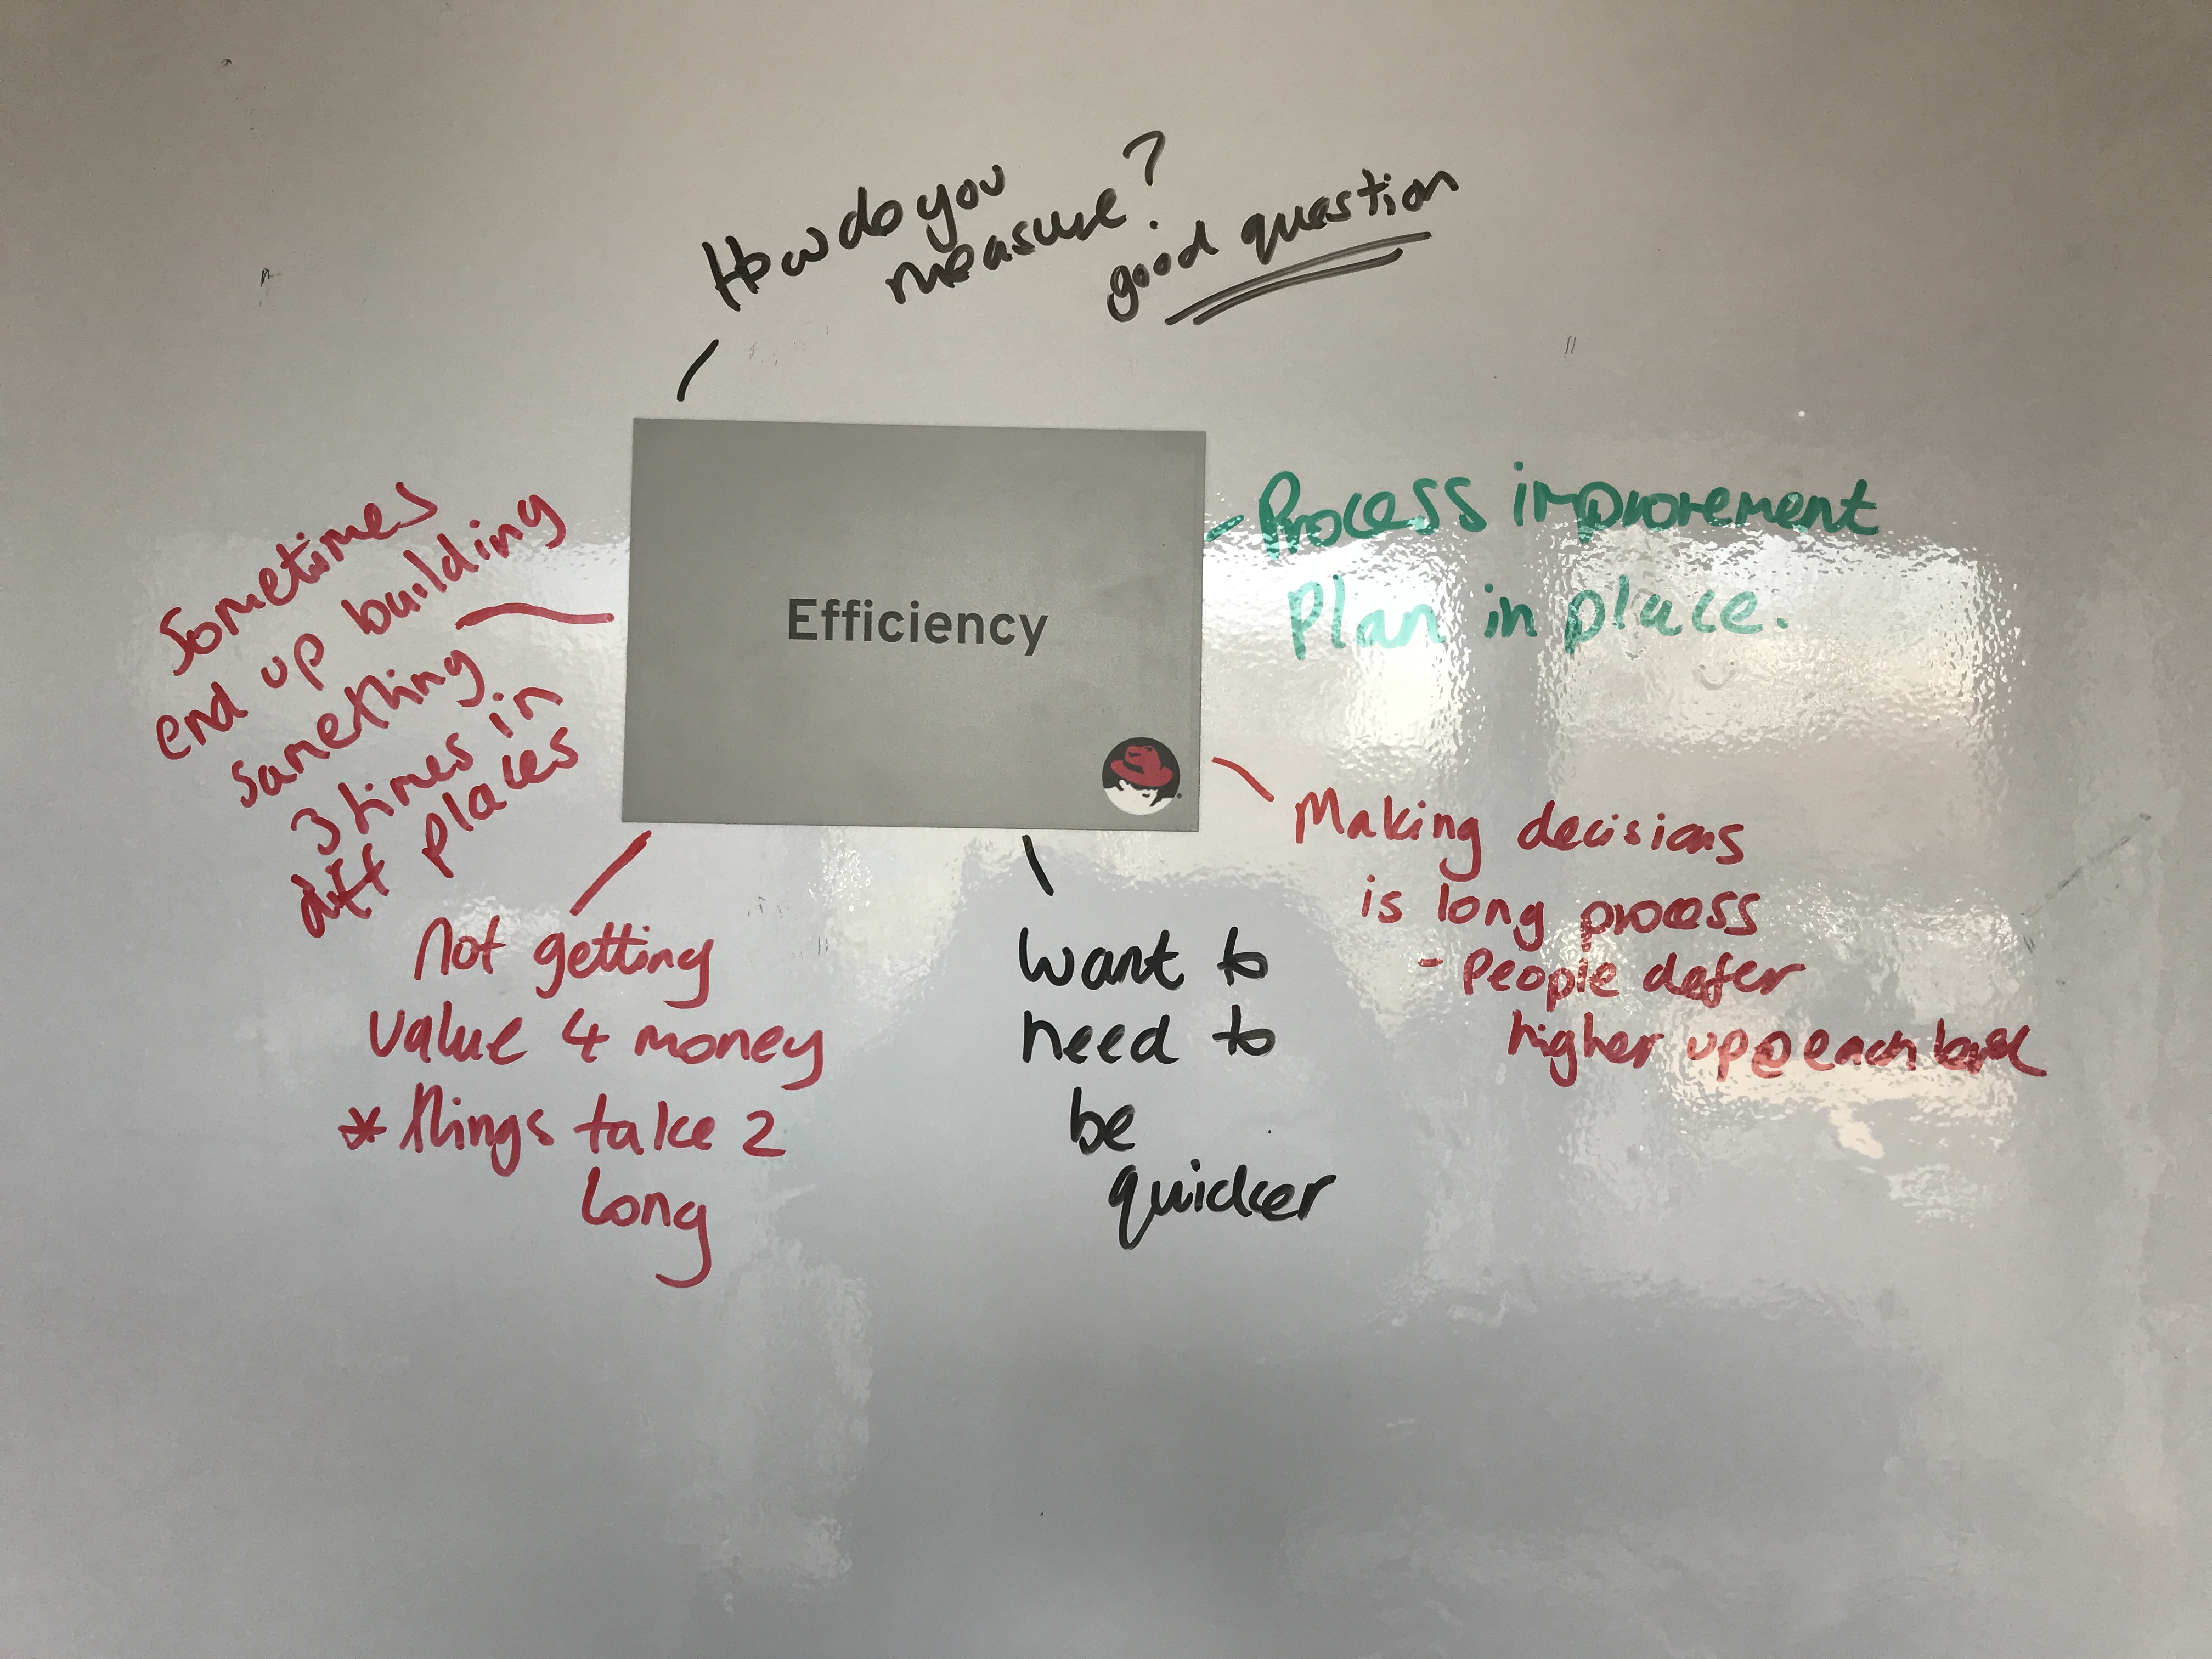 How do you
measure?
good question
Efficiency
Process improvement
Plan in place.
Sometimes
end up building
something
3 times in
diff places
Not getting
value 4 money
* things take 2
long
want to
need to
be
quicker
Making decisions
is long process
- People defer
higher up @ each level